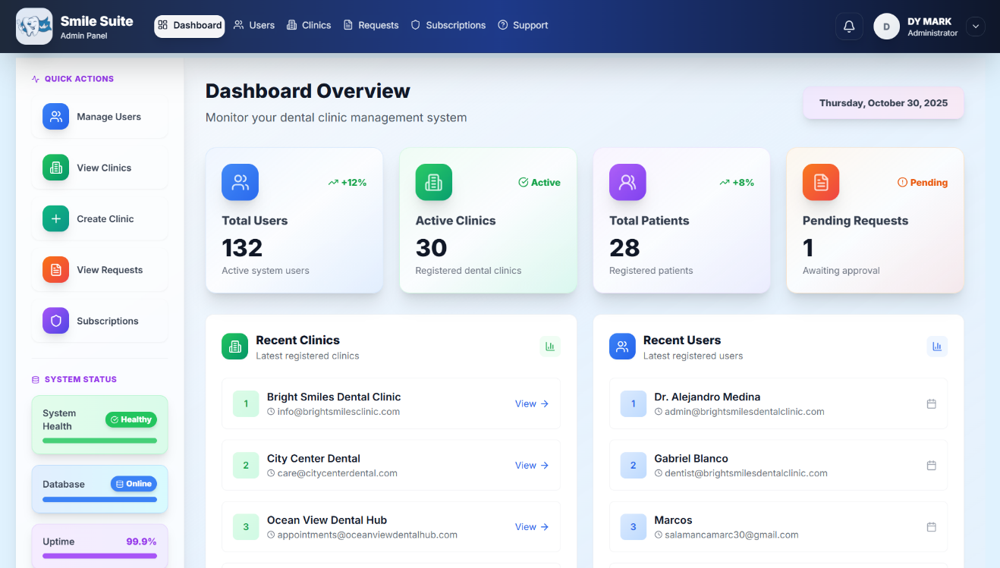 Smile Suite
Admin Panel
Dashboard
Users
Clinics
Requests
Subscriptions
Support
D
DY MARK
Administrator
QUICK ACTIONS
Manage Users
View Clinics
Create Clinic
View Requests
Subscriptions
SYSTEM STATUS
System
Health
Healthy
Database
Online
Uptime
99.9%
Dashboard Overview
Monitor your dental clinic management system
Thursday, October 30, 2025
+12%
Total Users
132
Active system users
Active
Active Clinics
30
Registered dental clinics
+8%
Total Patients
28
Registered patients
Pending
Pending Requests
1
Awaiting approval
Recent Clinics
Latest registered clinics
1
Bright Smiles Dental Clinic
info@brightsmilesclinic.com
View
2
City Center Dental
care@citycenterdental.com
View
3
Ocean View Dental Hub
appointments@oceanviewdentalhub.com
View
Recent Users
Latest registered users
1
Dr. Alejandro Medina
admin@brightsmilesdentalclinic.com
2
Gabriel Blanco
dentist@brightsmilesdentalclinic.com
3
Marcos
salamancamarc30@gmail.com